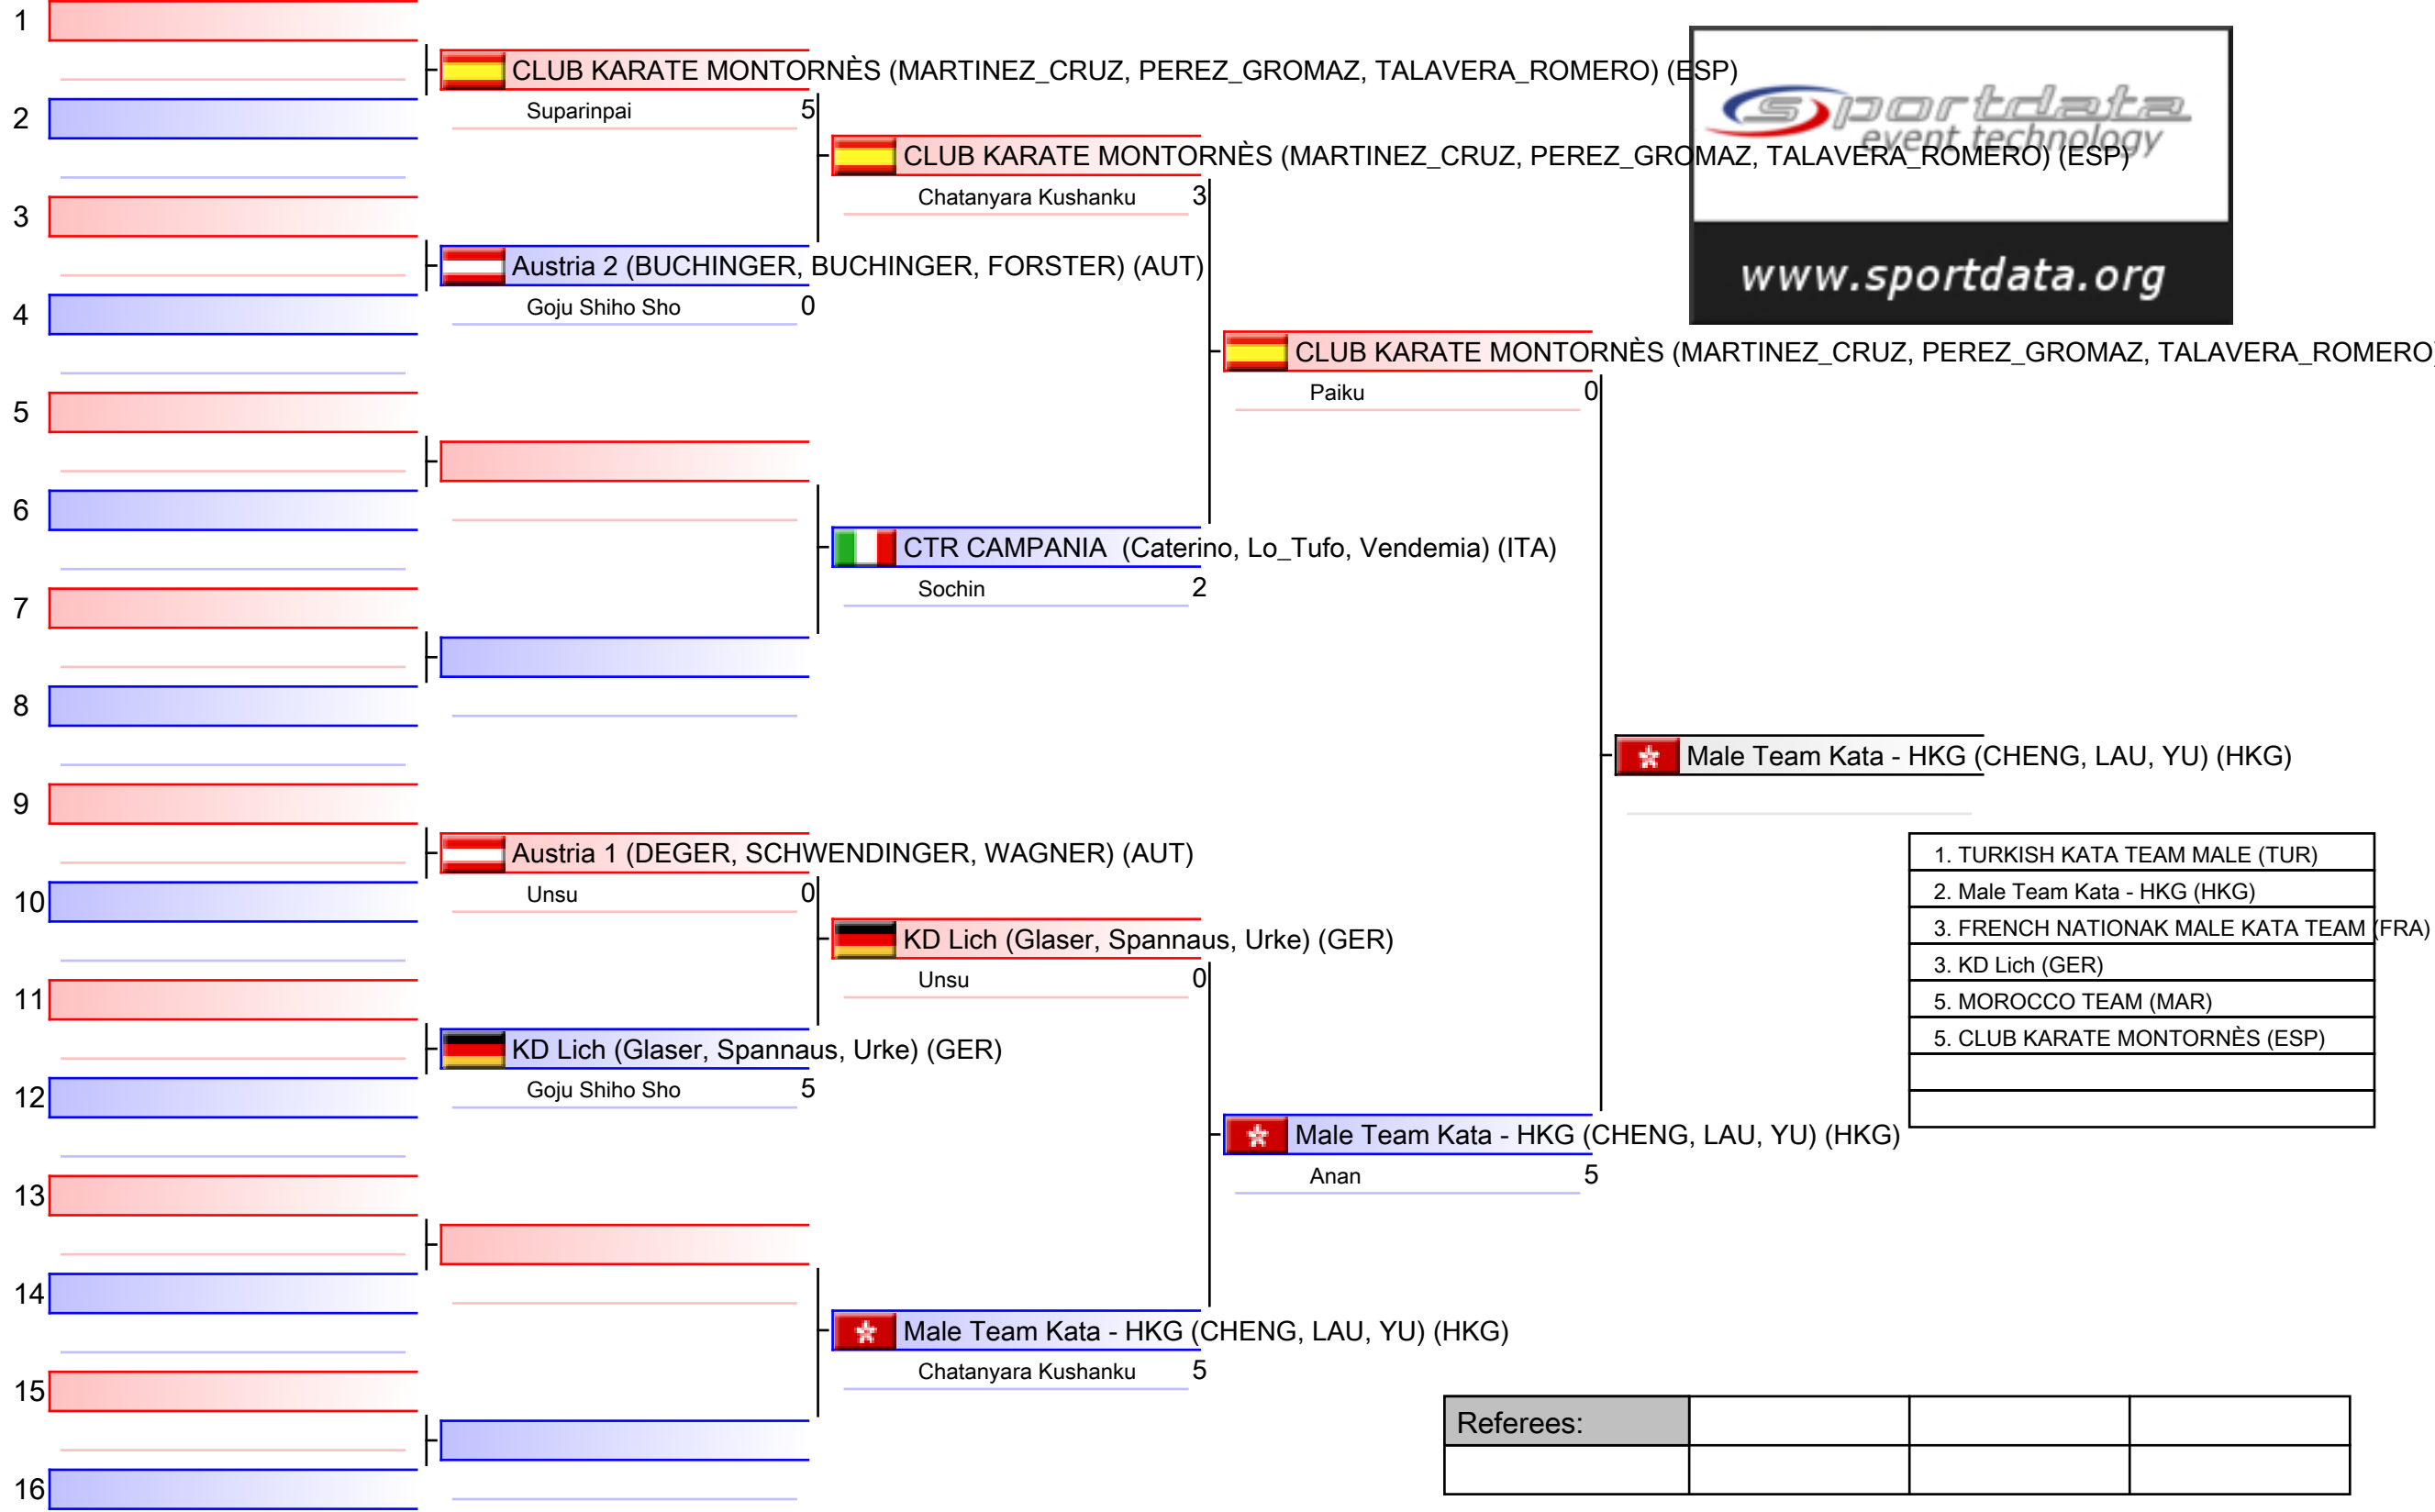 1
CLUB KARATE MONTORNÈS (MARTINEZ_CRUZ, PEREZ_GROMAZ, TALAVERA_ROMERO) (ESP)
Suparinpai 5
2
CLUB KARATE MONTORNÈS (MARTINEZ_CRUZ, PEREZ_GROMAZ, TALAVERA_ROMERO) (ESP)
Chatanyara Kushanku 3
3
Austria 2 (BUCHINGER, BUCHINGER, FORSTER) (AUT)
Goju Shiho Sho 0
4
CLUB KARATE MONTORNÈS (MARTINEZ_CRUZ, PEREZ_GROMAZ, TALAVERA_ROMERO)
Paiku 0
5
6
CTR CAMPANIA (Caterino, Lo_Tufo, Vendemia) (ITA)
Sochin 2
7
8
Male Team Kata - HKG (CHENG, LAU, YU) (HKG)
9
Austria 1 (DEGER, SCHWENDINGER, WAGNER) (AUT)
Unsu 0
10
KD Lich (Glaser, Spannaus, Urke) (GER)
Unsu 0
11
KD Lich (Glaser, Spannaus, Urke) (GER)
Goju Shiho Sho 5
12
Male Team Kata - HKG (CHENG, LAU, YU) (HKG)
Anan 5
13
14
Male Team Kata - HKG (CHENG, LAU, YU) (HKG)
Chatanyara Kushanku 5
15
16
sportdata
event technology
www.sportdata.org
1. TURKISH KATA TEAM MALE (TUR)
2. Male Team Kata - HKG (HKG)
3. FRENCH NATIONAK MALE KATA TEAM (FRA)
3. KD Lich (GER)
5. MOROCCO TEAM (MAR)
5. CLUB KARATE MONTORNÈS (ESP)
Referees: